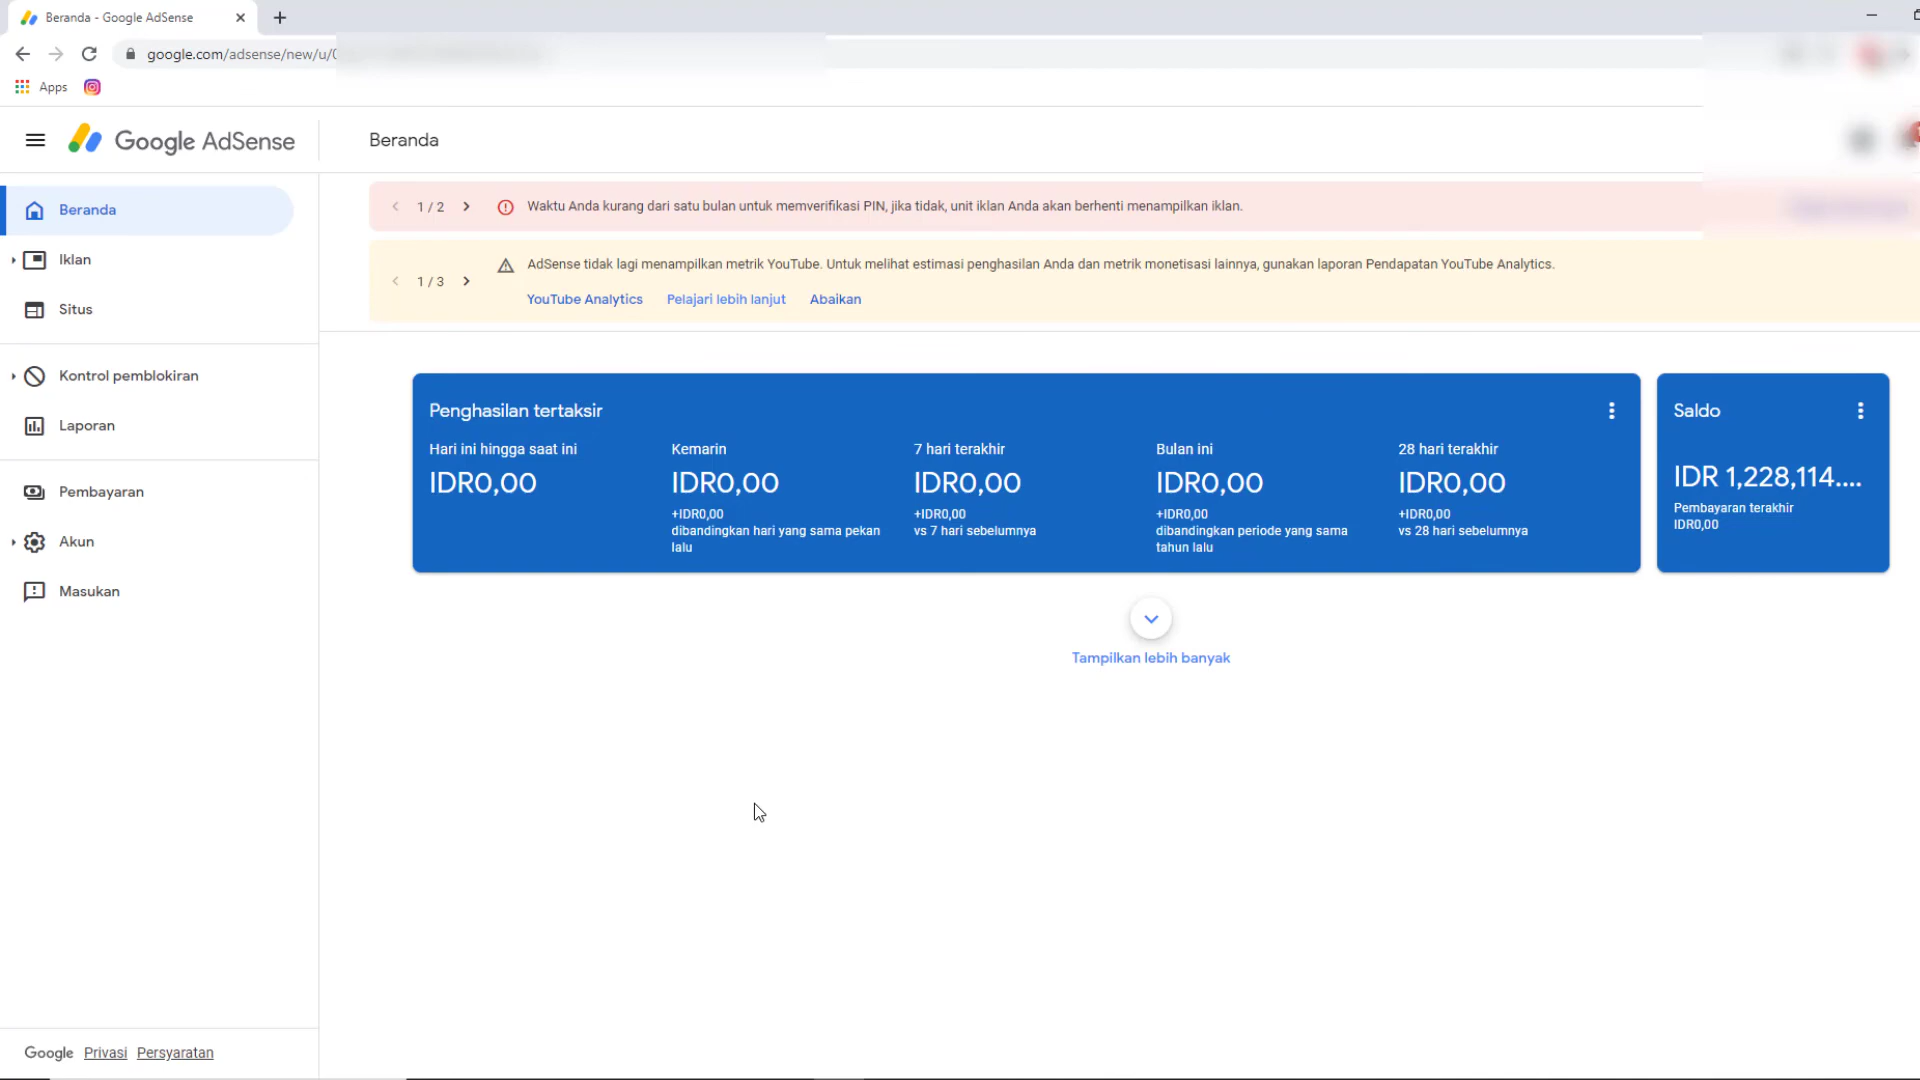 Beranda - Google AdSense
google.com/adsense/new/u/0
Apps
Google AdSense
Beranda
Beranda
Iklan
Situs
Kontrol pemblokiran
Laporan
Pembayaran
Akun
Masukan
Google Privasi Persyaratan
1 / 2
Waktu Anda kurang dari satu bulan untuk memverifikasi PIN, jika tidak, unit iklan Anda akan berhenti menampilkan iklan.
1 / 3
AdSense tidak lagi menampilkan metrik YouTube. Untuk melihat estimasi penghasilan Anda dan metrik monetisasi lainnya, gunakan laporan Pendapatan YouTube Analytics.
YouTube Analytics Pelajari lebih lanjut Abaikan
Penghasilan tertaksir
Hari ini hingga saat ini
IDR0,00
Kemarin
IDR0,00
+IDR0,00
dibandingkan hari yang sama pekan
lalu
7 hari terakhir
IDR0,00
+IDR0,00
vs 7 hari sebelumnya
Bulan ini
IDR0,00
+IDR0,00
dibandingkan periode yang sama
tahun lalu
28 hari terakhir
IDR0,00
+IDR0,00
vs 28 hari sebelumnya
Saldo
IDR 1,228,114....
Pembayaran terakhir
IDR0,00
Tampilkan lebih banyak